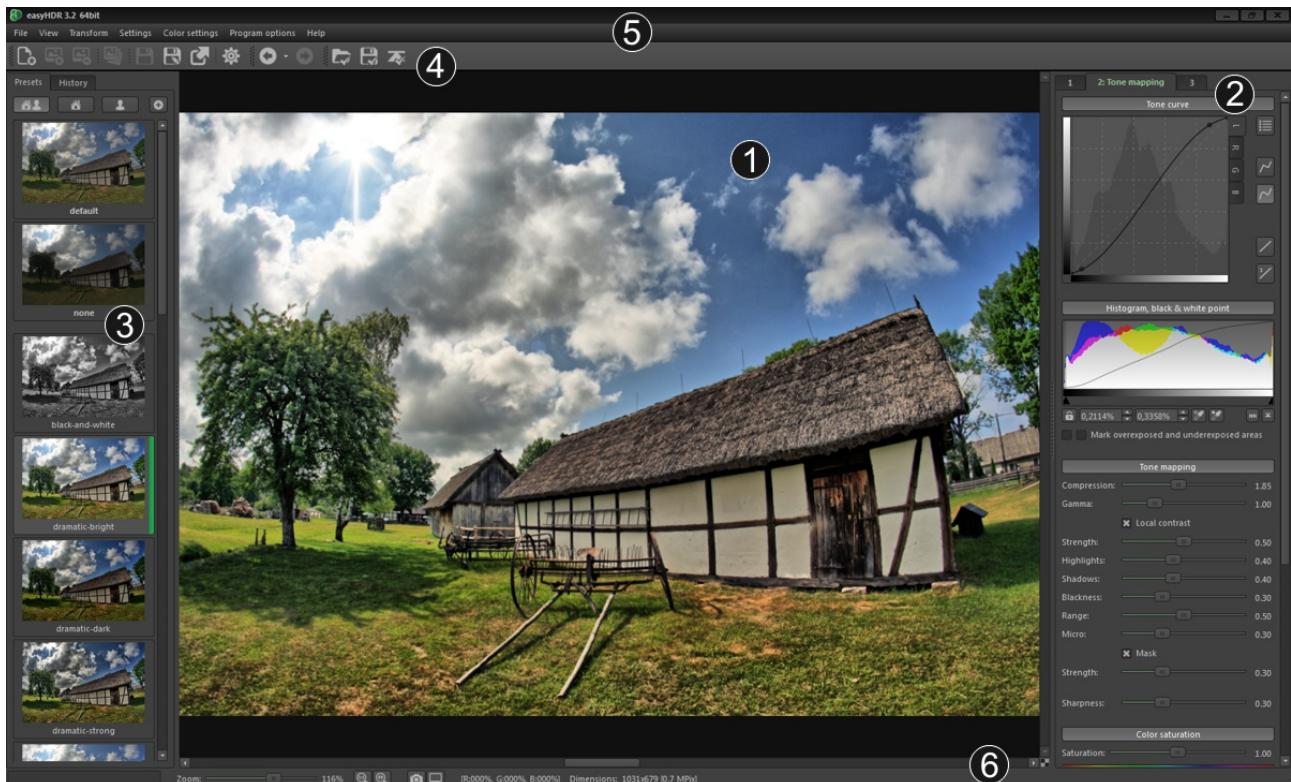 easyHDR 3.2 64bit
File View Transform Settings Color settings Program options Help
5
4
Presets History
default
none
3
black-and-white
dramatic-bright
dramatic-dark
dramatic-strong
1
1 2: Tone mapping 3
2
Tone curve
L
R
G
B
Histogram, black & white point
0,2114% 0,3358%
Mark overexposed and underexposed areas
Tone mapping
Compression: 1.85
Gamma: 1.00
Local contrast
Strength: 0.50
Highlights: 0.40
Shadows: 0.40
Blackness: 0.30
Range: 0.50
Micro: 0.30
Mask
Strength: 0.30
Sharpness: 0.30
Color saturation
Saturation: 1.00
Zoom: 116% [R:000%, G:000%, B:000%] Dimensions: 1031x679 [0.7 MPix]
6